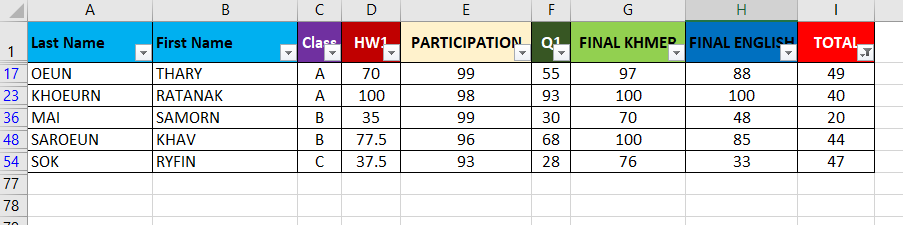 A B C D E F G H I
1 Last Name First Name Class HW1 PARTICIPATION Q1 FINAL KHMER FINAL ENGLISH TOTAL
17 OEUN THARY A 70 99 55 97 88 49
23 KHOEURN RATANAK A 100 98 93 100 100 40
36 MAI SAMORN B 35 99 30 70 48 20
48 SAROEUN KHAV B 77.5 96 68 100 85 44
54 SOK RYFIN C 37.5 93 28 76 33 47
77
78